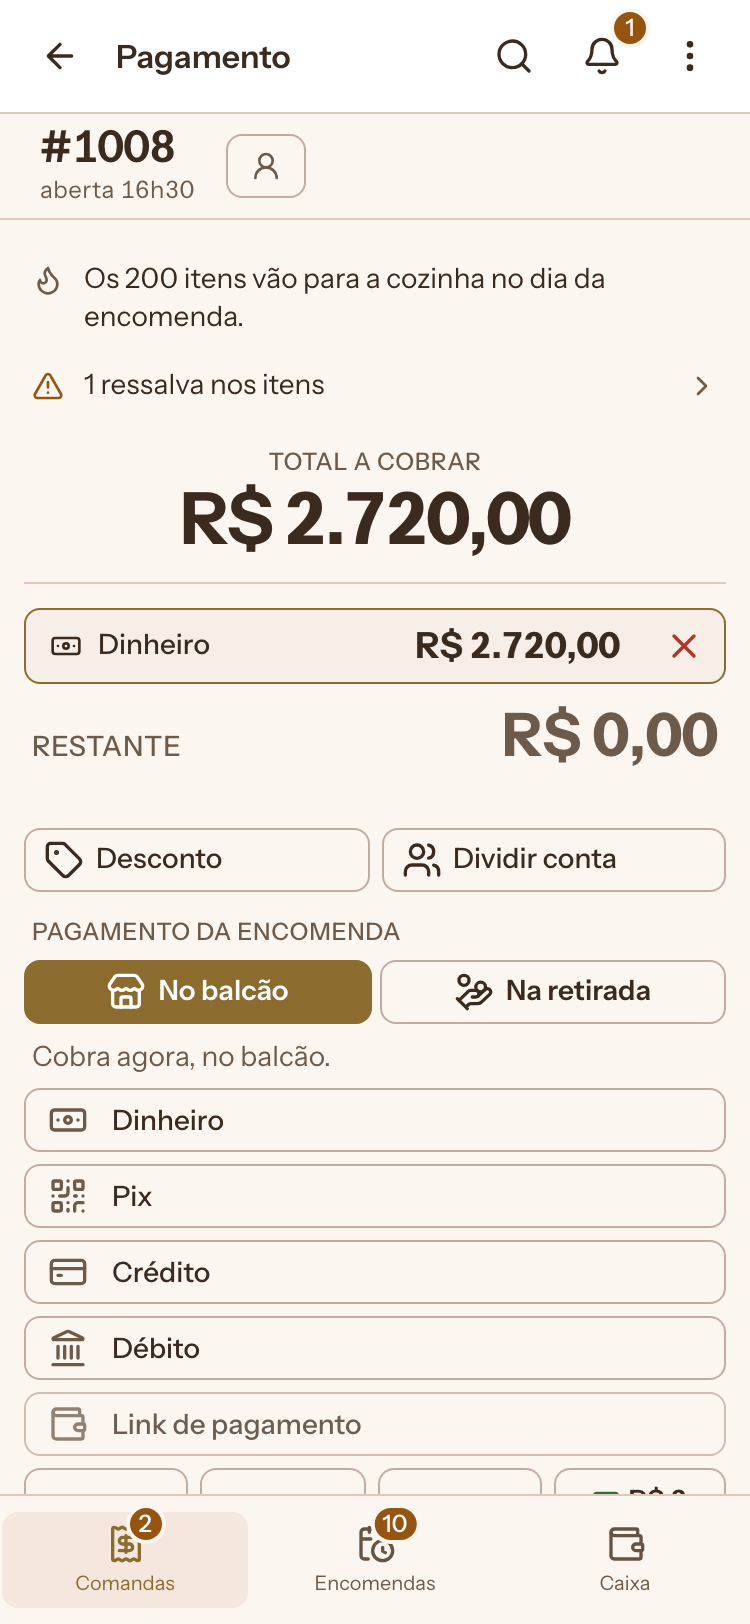 Pagamento
1
#1008
aberta 16h30
Os 200 itens vão para a cozinha no dia da
encomenda.
1 ressalva nos itens
TOTAL A COBRAR
R$ 2.720,00
Dinheiro R$ 2.720,00
RESTANTE R$ 0,00
Desconto Dividir conta
PAGAMENTO DA ENCOMENDA
No balcão Na retirada
Cobra agora, no balcão.
Dinheiro
Pix
Crédito
Débito
Link de pagamento
2 10
Comandas Encomendas Caixa